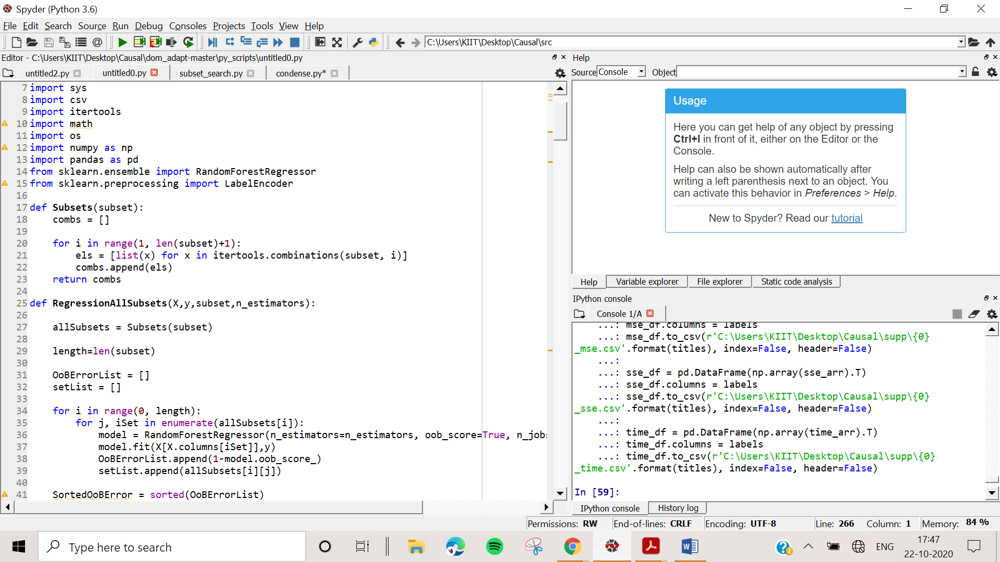 Spyder (Python 3.6)
File Edit Search Source Run Debug Consoles Projects Tools View Help
C:\Users\KIIT\Desktop\Causal\src
Editor - C:\Users\KIIT\Desktop\Causal\dom_adapt-master\py_scripts\untitled0.py
untitled2.py untitled0.py subset_search.py condense.py*
7 import sys
8 import csv
9 import itertools
10 import math
11 import os
12 import numpy as np
13 import pandas as pd
14 from sklearn.ensemble import RandomForestRegressor
15 from sklearn.preprocessing import LabelEncoder
16
17 def Subsets(subset):
18     combs = []
19
20     for i in range(1, len(subset)+1):
21         els = [list(x) for x in itertools.combinations(subset, i)]
22         combs.append(els)
23     return combs
24
25 def RegressionAllSubsets(X,y,subset,n_estimators):
26
27     allSubsets = Subsets(subset)
28
29     length=len(subset)
30
31     OoBErrorList = []
32     setList = []
33
34     for i in range(0, length):
35         for j, iSet in enumerate(allSubsets[i]):
36             model = RandomForestRegressor(n_estimators=n_estimators, oob_score=True, n_jobs
37             model.fit(X[X.columns[iSet]],y)
38             OoBErrorList.append(1-model.oob_score_)
39             setList.append(allSubsets[i][j])
40
41     SortedOoBError = sorted(OoBErrorList)
Help
Source Console Object
Usage
Here you can get help of any object by pressing
Ctrl+I in front of it, either on the Editor or the
Console.
Help can also be shown automatically after
writing a left parenthesis next to an object. You
can activate this behavior in Preferences > Help.
New to Spyder? Read our tutorial
Help Variable explorer File explorer Static code analysis
IPython console
Console 1/A
...: mse_df.columns = labels
...: mse_df.to_csv(r'C:\Users\KIIT\Desktop\Causal\supp\{0}
_mse.csv'.format(titles), index=False, header=False)
...:
...: sse_df = pd.DataFrame(np.array(sse_arr).T)
...: sse_df.columns = labels
...: sse_df.to_csv(r'C:\Users\KIIT\Desktop\Causal\supp\{0}
_sse.csv'.format(titles), index=False, header=False)
...:
...: time_df = pd.DataFrame(np.array(time_arr).T)
...: time_df.columns = labels
...: time_df.to_csv(r'C:\Users\KIIT\Desktop\Causal\supp\{0}
_time.csv'.format(titles), index=False, header=False)
In [59]:
IPython console History log
Permissions: RW End-of-lines: CRLF Encoding: UTF-8 Line: 266 Column: 1 Memory: 84 %
Type here to search
ENG
17:47
22-10-2020